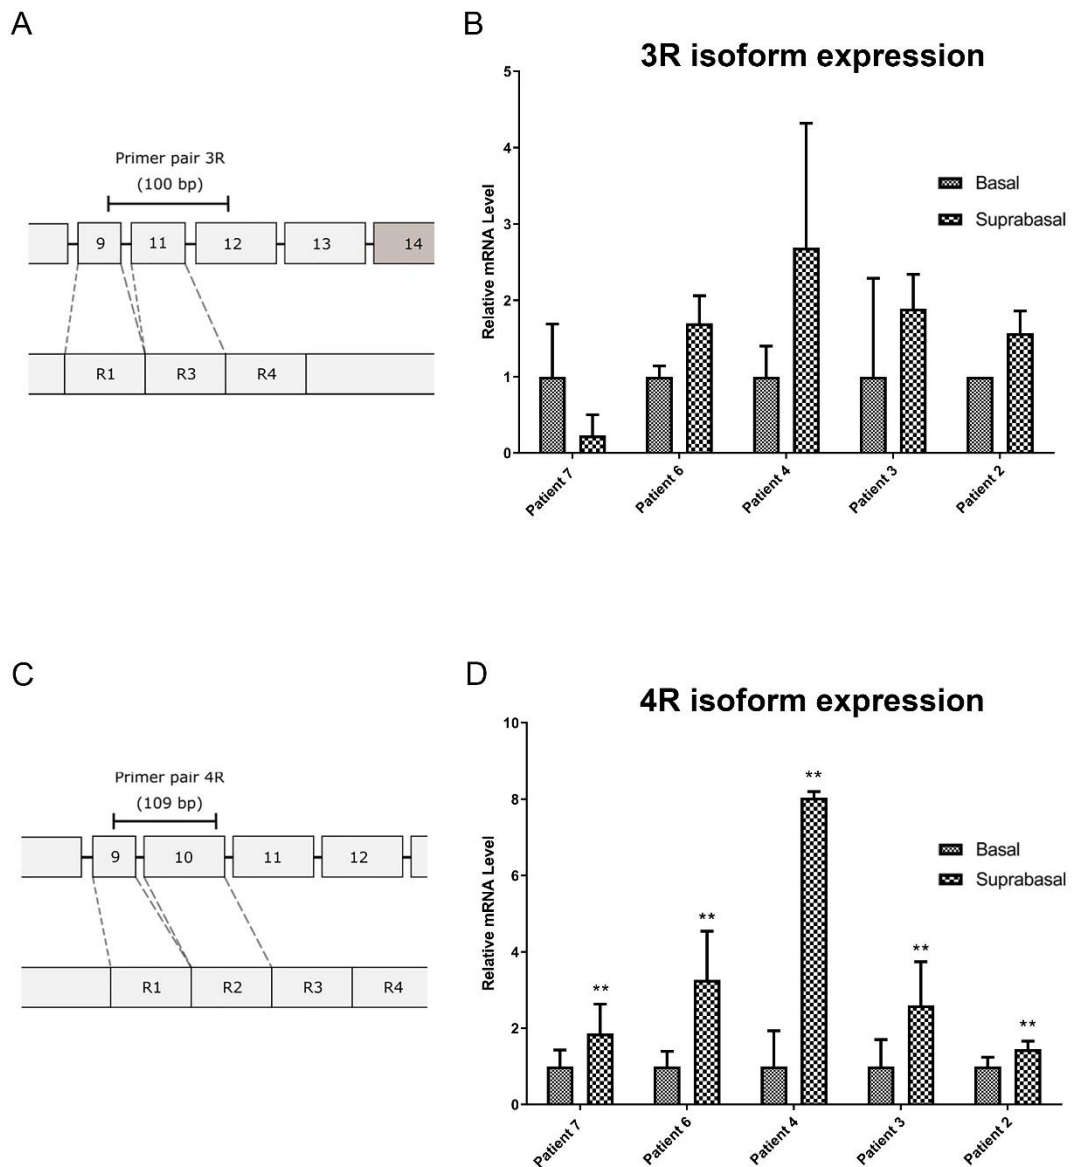 A
Primer pair 3R
(100 bp)
9 11 12 13 14
R1 R3 R4
B
3R isoform expression
Relative mRNA Level
5
4
3
2
1
0
Basal
Suprabasal
Patient 7 Patient 6 Patient 4 Patient 3 Patient 2
C
Primer pair 4R
(109 bp)
9 10 11 12
R1 R2 R3 R4
D
4R isoform expression
Relative mRNA Level
10
8
6
4
2
0
** ** ** ** **
Basal
Suprabasal
Patient 7 Patient 6 Patient 4 Patient 3 Patient 2